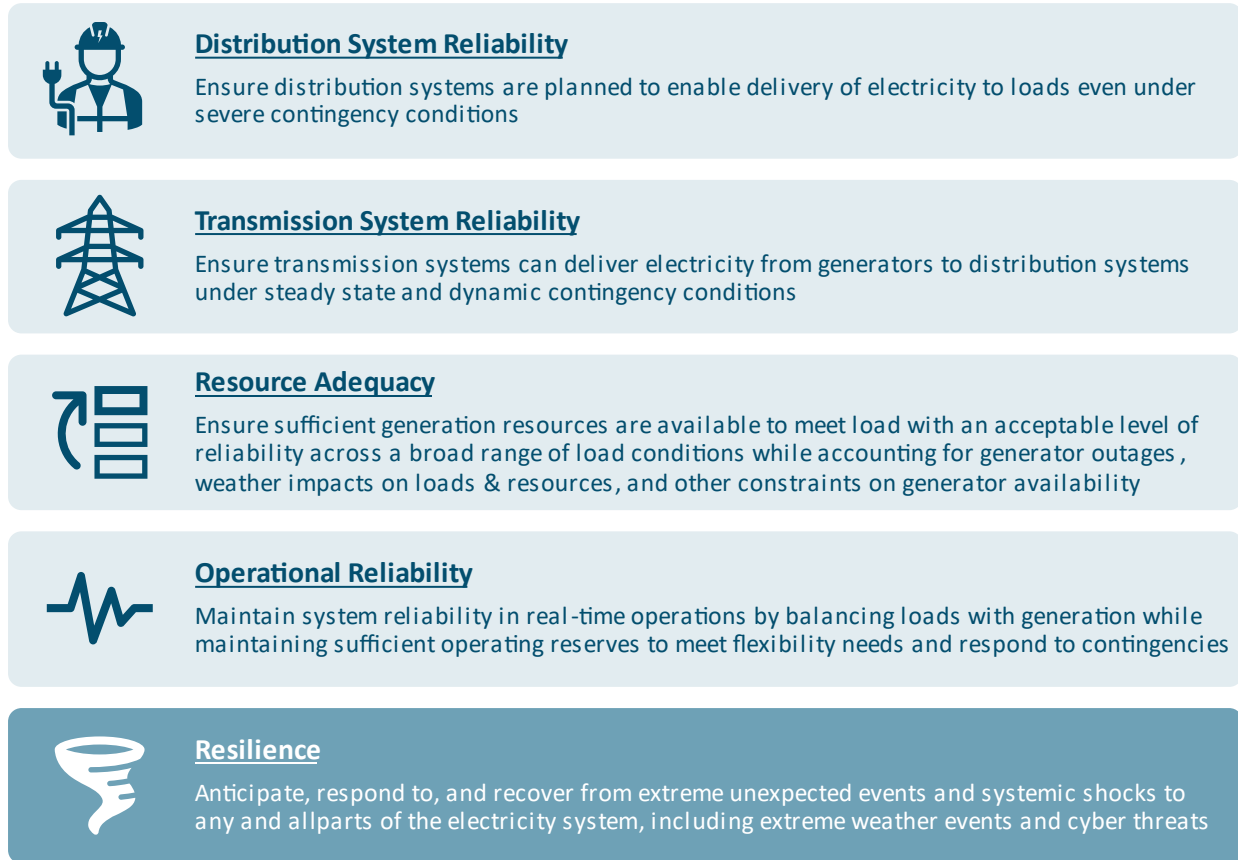 Distribution System Reliability
Ensure distribution systems are planned to enable delivery of electricity to loads even under
severe contingency conditions
Transmission System Reliability
Ensure transmission systems can deliver electricity from generators to distribution systems
under steady state and dynamic contingency conditions
Resource Adequacy
Ensure sufficient generation resources are available to meet load with an acceptable level of
reliability across a broad range of load conditions while accounting for generator outages,
weather impacts on loads & resources, and other constraints on generator availability
Operational Reliability
Maintain system reliability in real-time operations by balancing loads with generation while
maintaining sufficient operating reserves to meet flexibility needs and respond to contingencies
Resilience
Anticipate, respond to, and recover from extreme unexpected events and systemic shocks to
any and allparts of the electricity system, including extreme weather events and cyber threats